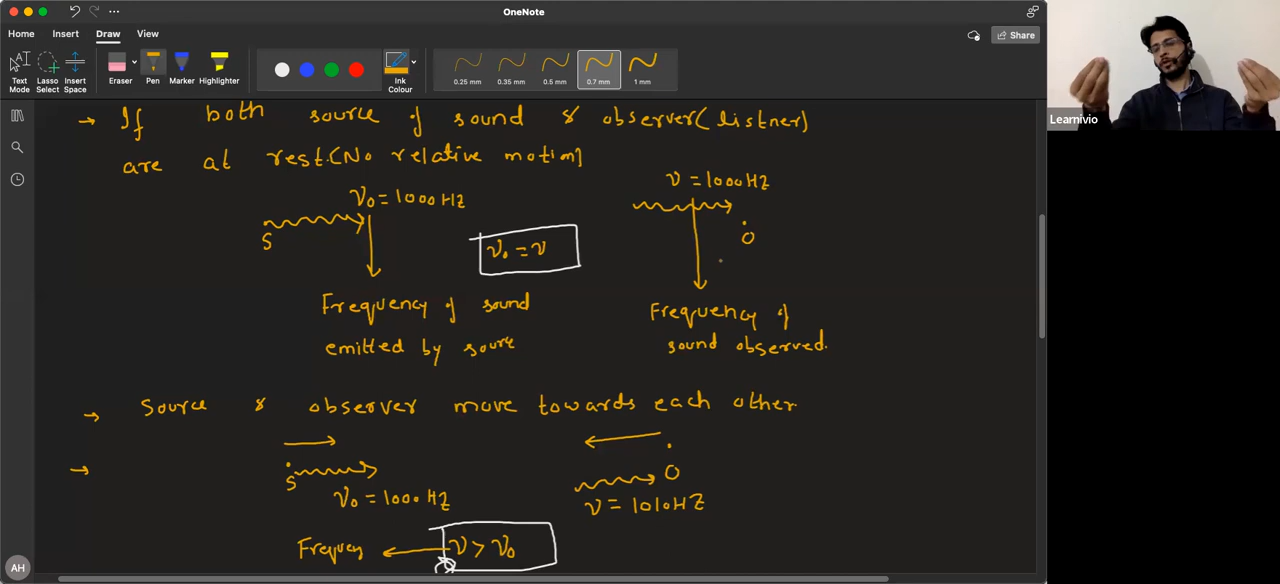 OneNote
Home Insert Draw View
Share
Text Mode
Lasso Select
Insert Space
Eraser
Pen
Marker
Highlighter
0.25 mm 0.35 mm 0.5 mm 0.7 mm 1 mm
Ink Colour
Learnivio
→ If both source of sound & observer(listner)
are at rest.(No relative motion)
ν₀ = 1000 HZ
ν = 1000 HZ
S
ν₀ = ν
O
Frequency of sound
emitted by soure
Frequency of
sound observed.
→ Source & observer move towards each other.
→
S
O
ν₀ = 1000 HZ
ν = 1010 HZ
Frequey
ν > ν₀
AH